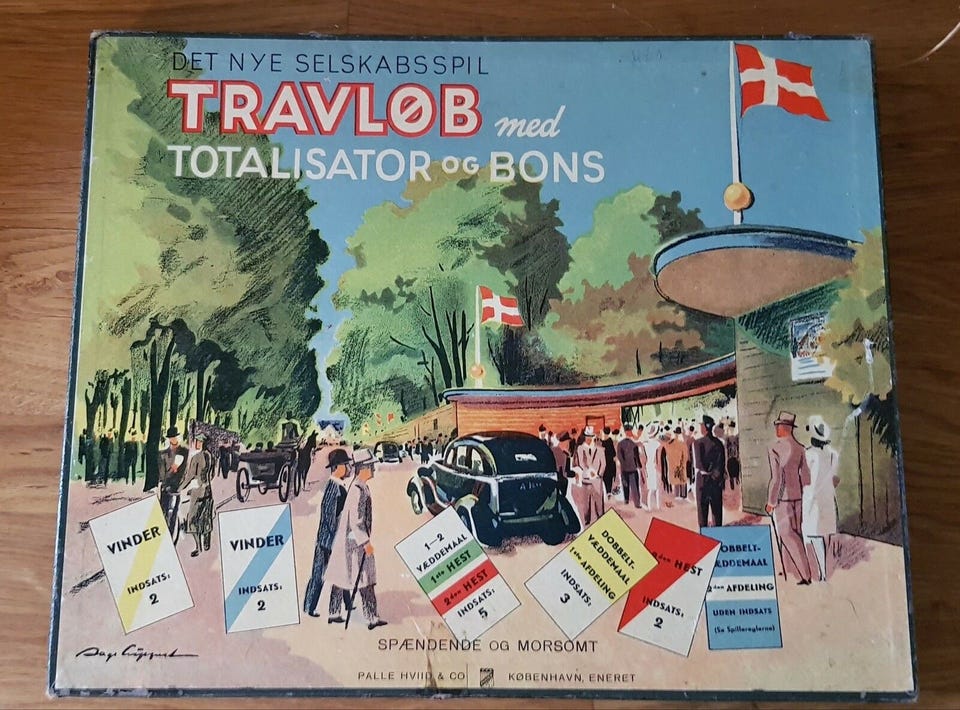 DET NYE SELSKABSSPIL
TRAVLØB med
TOTALISATOR OG BONS
VINDER
INDSATS:
2
VINDER
INDSATS:
2
1-2
VÆDDEMAAL
1ste HEST
2den HEST
INDSATS:
5
DOBBELT-
VÆDDEMAAL
1ste AFDELING
INDSATS:
3
2den HEST
INDSATS:
2
DOBBELT-
VÆDDEMAAL
2den AFDELING
UDEN INDSATS
(Se Spillereglerne)
SPÆNDENDE OG MORSOMT
PALLE HVIID & CO KØBENHAVN, ENERET